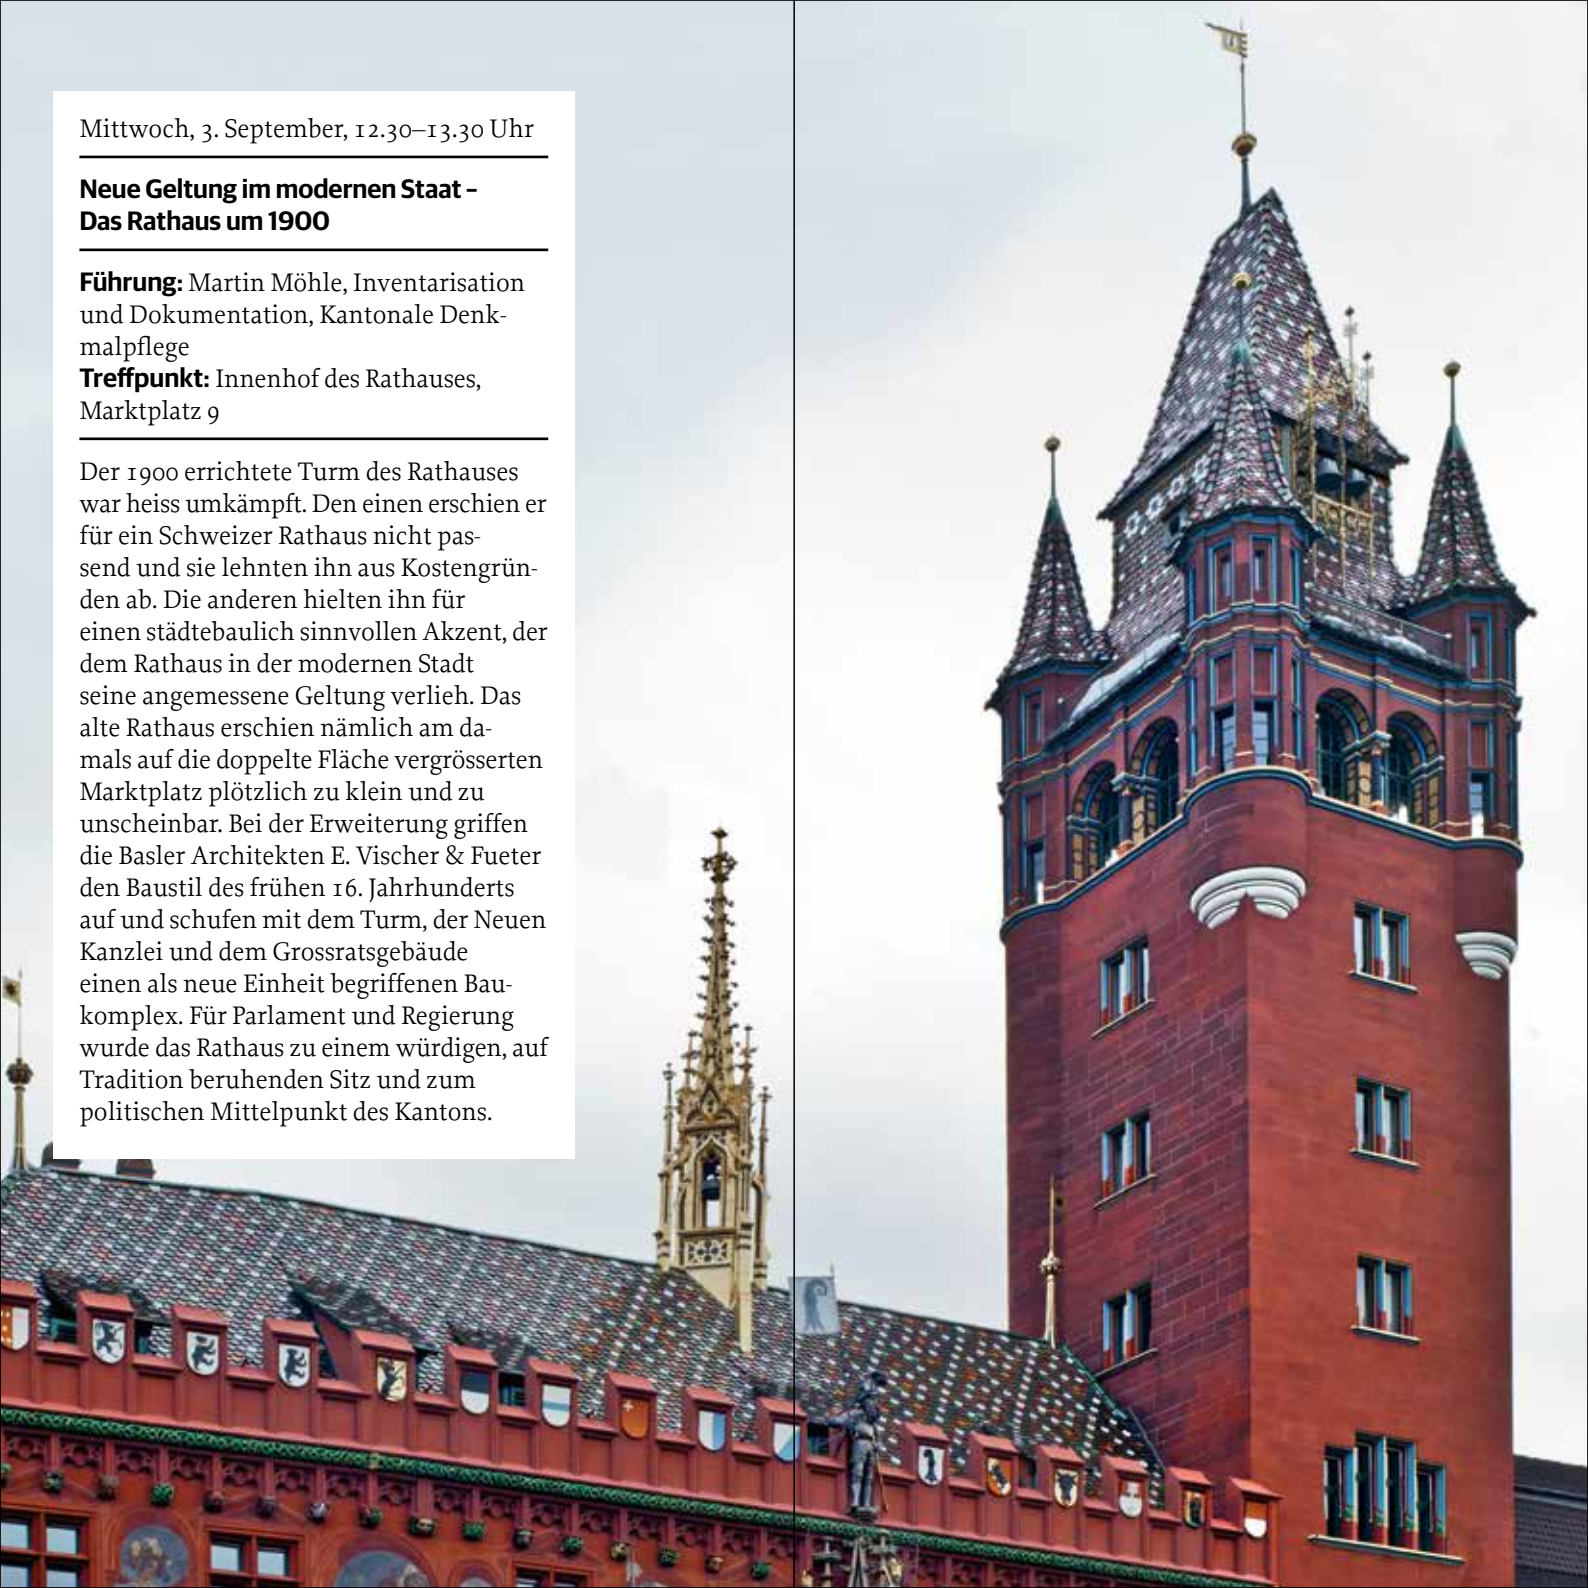 Mittwoch, 3. September, 12.30–13.30 Uhr
Neue Geltung im modernen Staat –
Das Rathaus um 1900
Führung: Martin Möhle, Inventarisation
und Dokumentation, Kantonale Denk-
malpflege
Treffpunkt: Innenhof des Rathauses,
Marktplatz 9
Der 1900 errichtete Turm des Rathauses
war heiss umkämpft. Den einen erschien er
für ein Schweizer Rathaus nicht pas-
send und sie lehnten ihn aus Kostengrün-
den ab. Die anderen hielten ihn für
einen städtebaulich sinnvollen Akzent, der
dem Rathaus in der modernen Stadt
seine angemessene Geltung verlieh. Das
alte Rathaus erschien nämlich am da-
mals auf die doppelte Fläche vergrösserten
Marktplatz plötzlich zu klein und zu
unscheinbar. Bei der Erweiterung griffen
die Basler Architekten E. Vischer & Fueter
den Baustil des frühen 16. Jahrhunderts
auf und schufen mit dem Turm, der Neuen
Kanzlei und dem Grossratsgebäude
einen als neue Einheit begriffenen Bau-
komplex. Für Parlament und Regierung
wurde das Rathaus zu einem würdigen, auf
Tradition beruhenden Sitz und zum
politischen Mittelpunkt des Kantons.